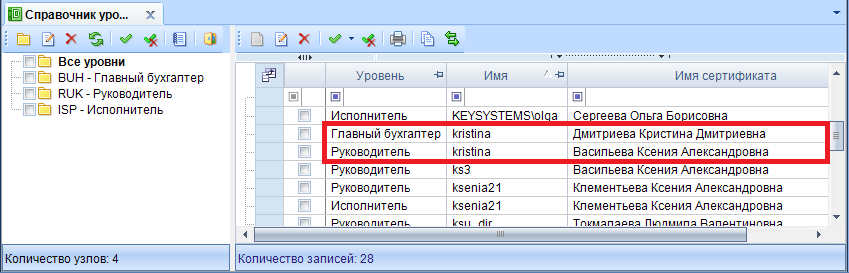 Справочник уро...
Все уровни
BUH - Главный бухгалтер
RUK - Руководитель
ISP - Исполнитель
Количество узлов: 4
Уровень Имя Имя сертификата
Исполнитель KEYSYSTEMS\olga Сергеева Ольга Борисовна
Главный бухгалтер kristina Дмитриева Кристина Дмитриевна
Руководитель kristina Васильева Ксения Александровна
Руководитель ks3 Васильева Ксения Александровна
Руководитель ksenia21 Клементьева Ксения Александровна
Исполнитель ksenia21 Клементьева Ксения Александровна
Руководитель ksu_dir Токмалаева Людмила Валентиновна
Количество записей: 28